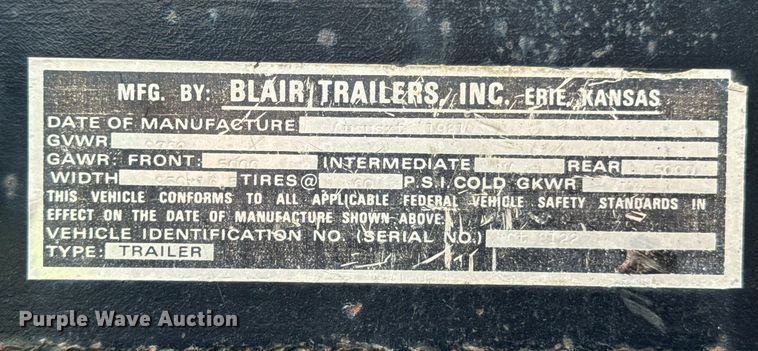 MFG. BY: BLAIR TRAILERS, INC. ERIE, KANSAS
DATE OF MANUFACTURE
GVWR
GAWR: FRONT: 5000 INTERMEDIATE REAR
WIDTH TIRES@ 60 P.S.I. COLD GKWR
THIS VEHICLE CONFORMS TO ALL APPLICABLE FEDERAL VEHICLE SAFETY STANDARDS IN
EFFECT ON THE DATE OF MANUFACTURE SHOWN ABOVE.
VEHICLE IDENTIFICATION NO. (SERIAL NO.)
TYPE: TRAILER
Purple Wave Auction